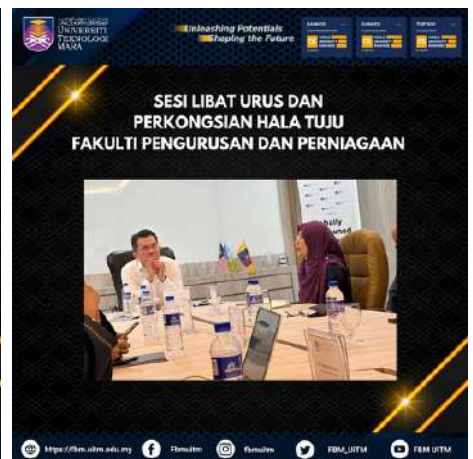 UNIVERSITI
TEKNOLOGI
MARA
Unleashing Potentials
Shaping the Future
SESI LIBAT URUS DAN
PERKONGSIAN HALA TUJU
FAKULTI PENGURUSAN DAN PERNIAGAAN
https://fbm.uitm.edu.my
Fbmuitm
fbmuitm
FBM_UiTM
FBM UiTM